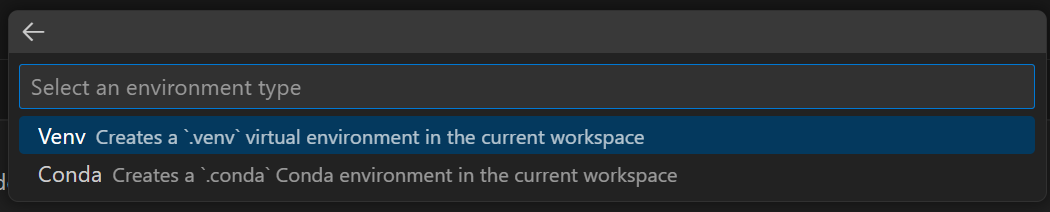 Select an environment type
Venv Creates a `.venv` virtual environment in the current workspace
Conda Creates a `.conda` Conda environment in the current workspace